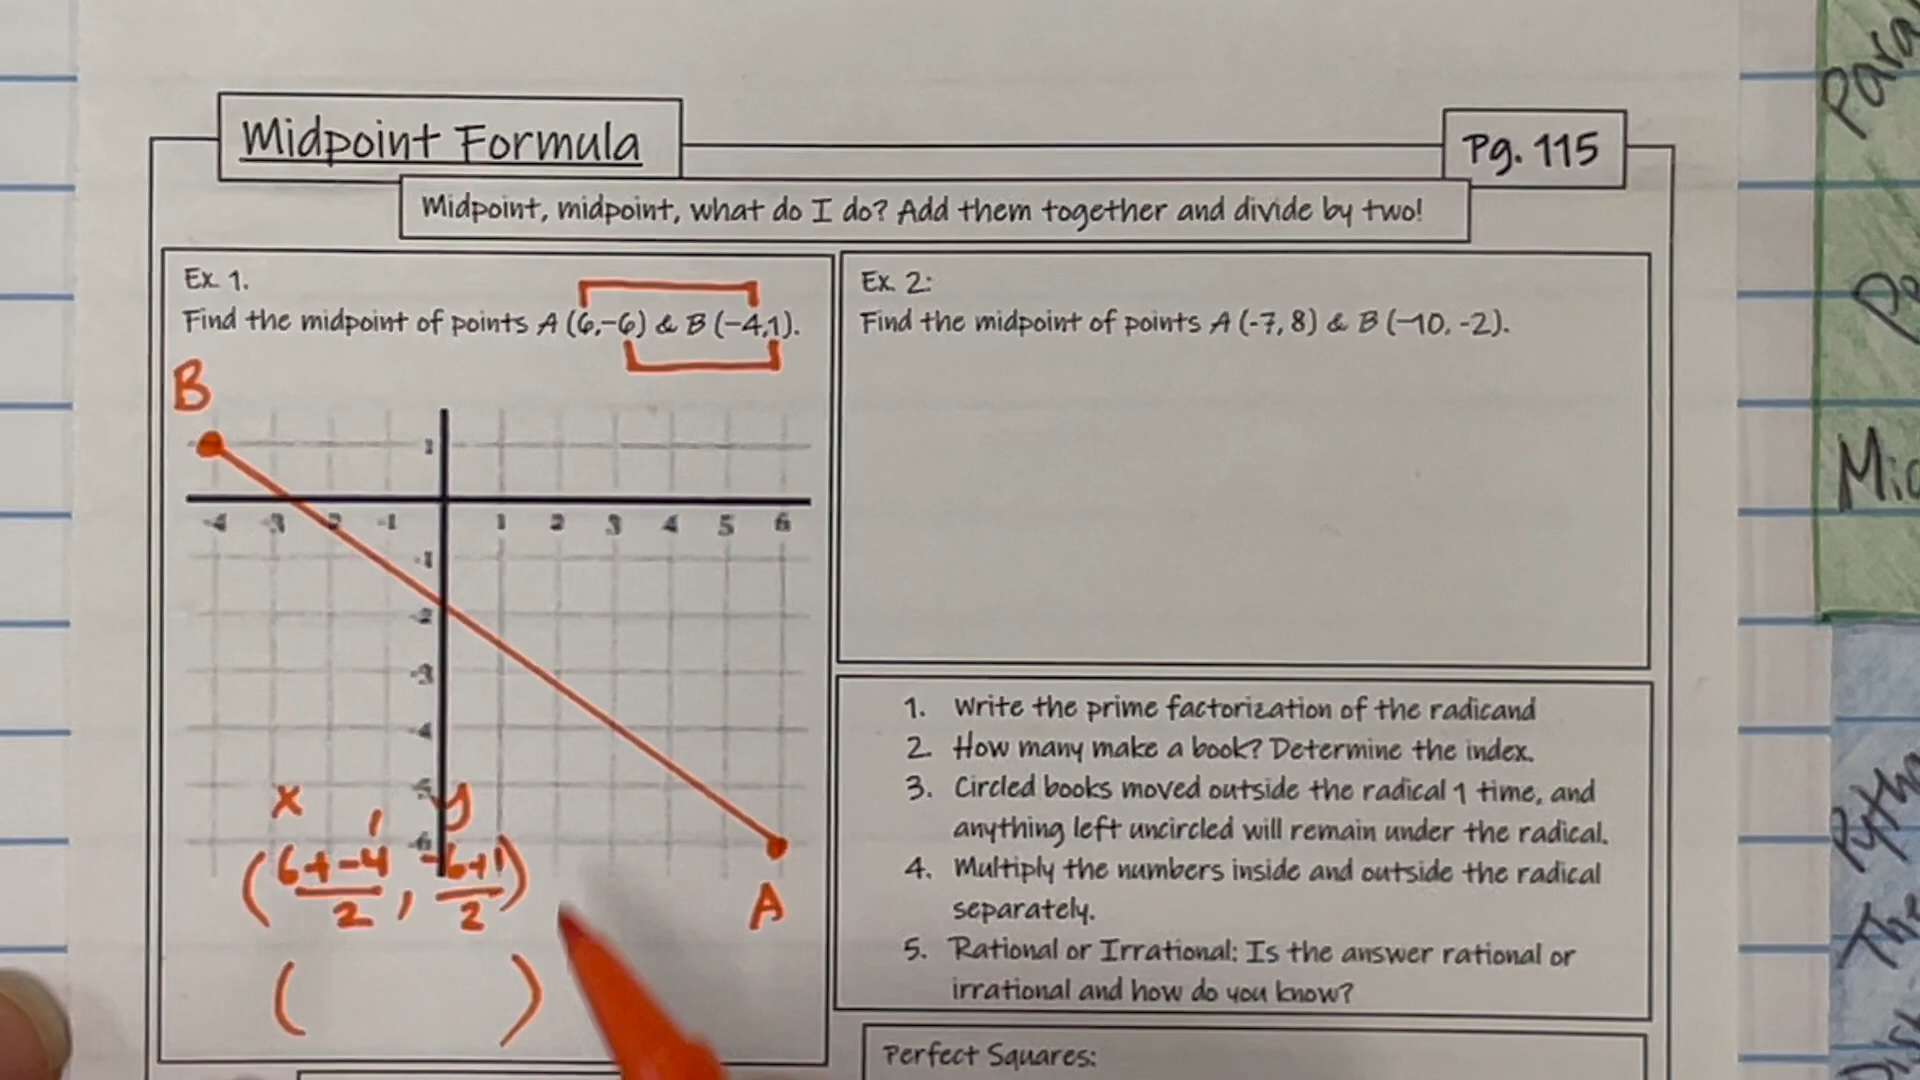 Midpoint Formula
Pg. 115
Midpoint, midpoint, what do I do? Add them together and divide by two!
Ex. 1.
Find the midpoint of points A (6,-6) & B (-4,1).
B
1
-4 -3 -2 -1 1 2 3 4 5 6
-1
-2
-3
-4
-5
-6
x y
(6+-4/2, -6+1/2)
A
( )
Ex. 2:
Find the midpoint of points A (-7, 8) & B (-10, -2).
1. Write the prime factorization of the radicand
2. How many make a book? Determine the index.
3. Circled books moved outside the radical 1 time, and
anything left uncircled will remain under the radical.
4. Multiply the numbers inside and outside the radical
separately.
5. Rational or Irrational: Is the answer rational or
irrational and how do you know?
Perfect Squares: